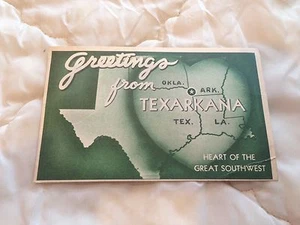 Greetings
from
OKLA.
ARK.
TEXARKANA
TEX.
LA.
HEART OF THE
GREAT SOUTHWEST